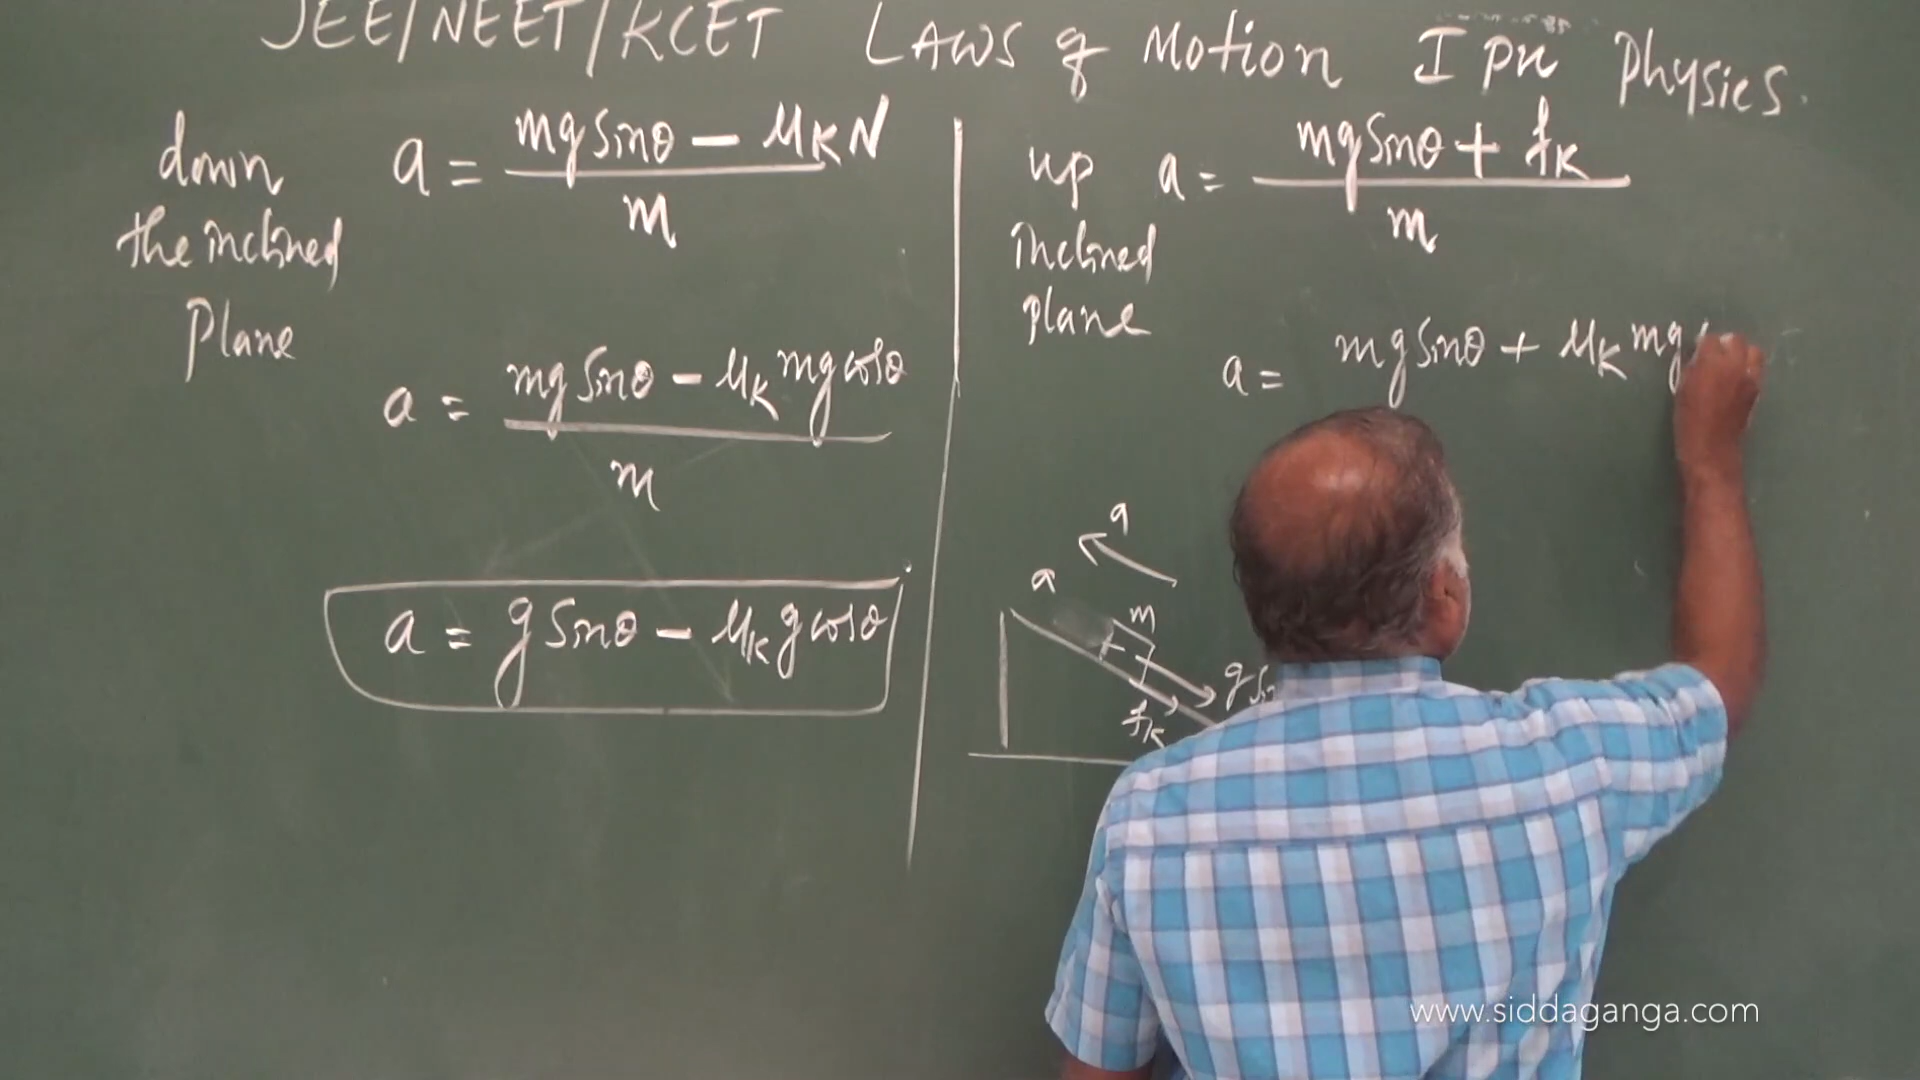 JEE/NEET/KCET LAWS of Motion I PU Physics.
down
the inclined
Plane
a = mg sinθ − μK N
m
a = mg sinθ − μK mg cosθ
m
a = g sinθ − μK g cosθ
up
inclined
plane
a = mg sinθ + fK
m
a = mg sinθ + μK mg
a
a
m
g
fK
www.siddaganga.com